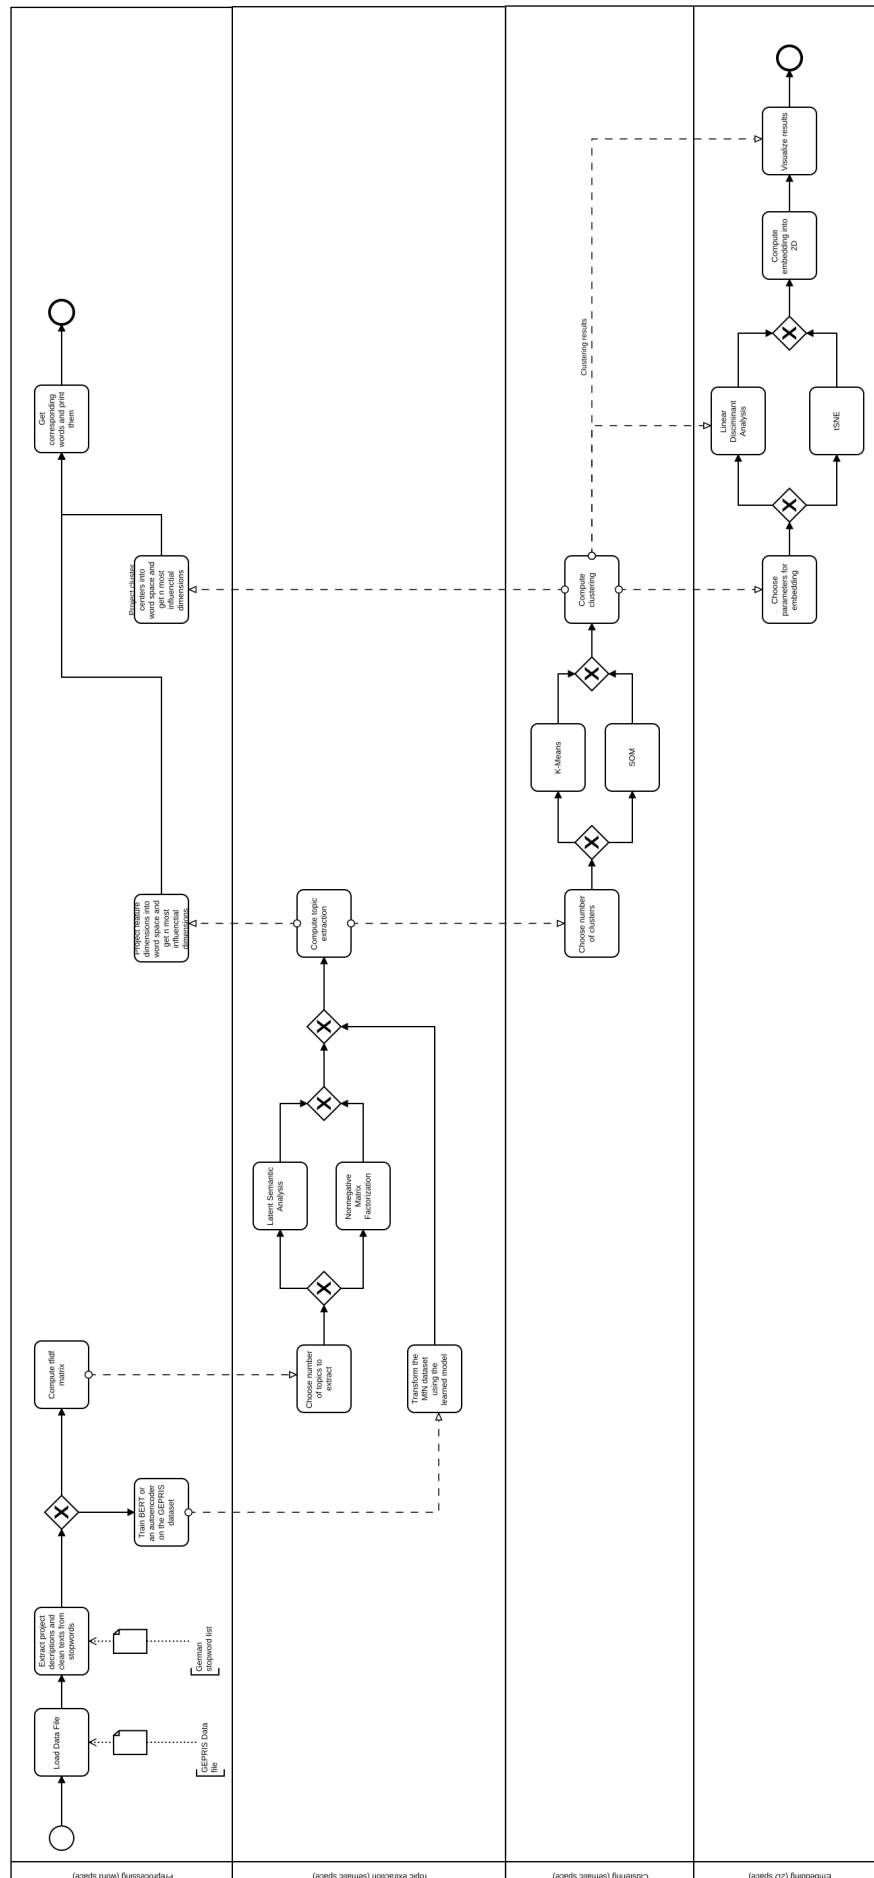 Load Data File
GEPRIS Data
file
Extract project
decriptions and
clean texts from
stopwords
German
stopword list
Train BERT or
an autoencoder
on the GEPRIS
dataset
Compute tfidf
matrix
Project feature
dimensions into
word space and
get n most
influenctial
dimensions
Project cluster
centers into
word space and
get n most
influenctial
dimensions
Get
corresponding
words and print
them
Choose number
of topics to
extract
Transform the
MfN dataset
using the
learned model
Latent Semantic
Analysis
Nonnegative
Matrix
Factorization
Compute topic
extraction
Choose number
of clusters
K-Means
SOM
Compute
clustering
Clustering results
Choose
parameters for
embedding
Linear
Disciminant
Analysis
tSNE
Compute
embedding into
2D
Visualize results
Preprocessing (word space)
Topic extraction (sematic space)
Clustering (sematic space)
Embedding (2D space)